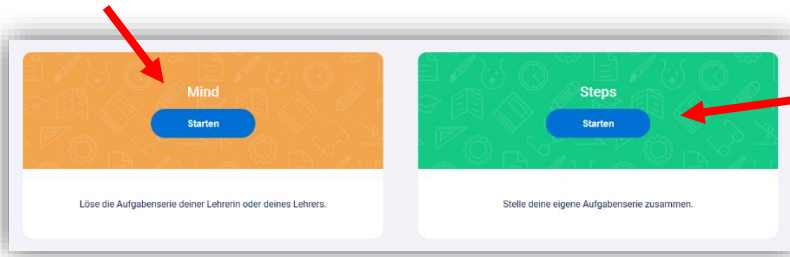 Mind
Starten
Löse die Aufgabenserie deiner Lehrerin oder deines Lehrers.
Steps
Starten
Stelle deine eigene Aufgabenserie zusammen.